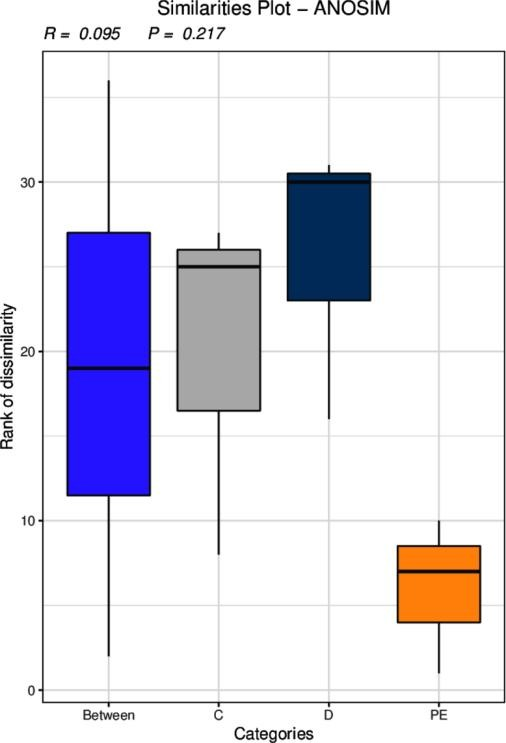 Similarities Plot – ANOSIM
R = 0.095 P = 0.217
Rank of dissimilarity
30
20
10
0
Between C D PE
Categories